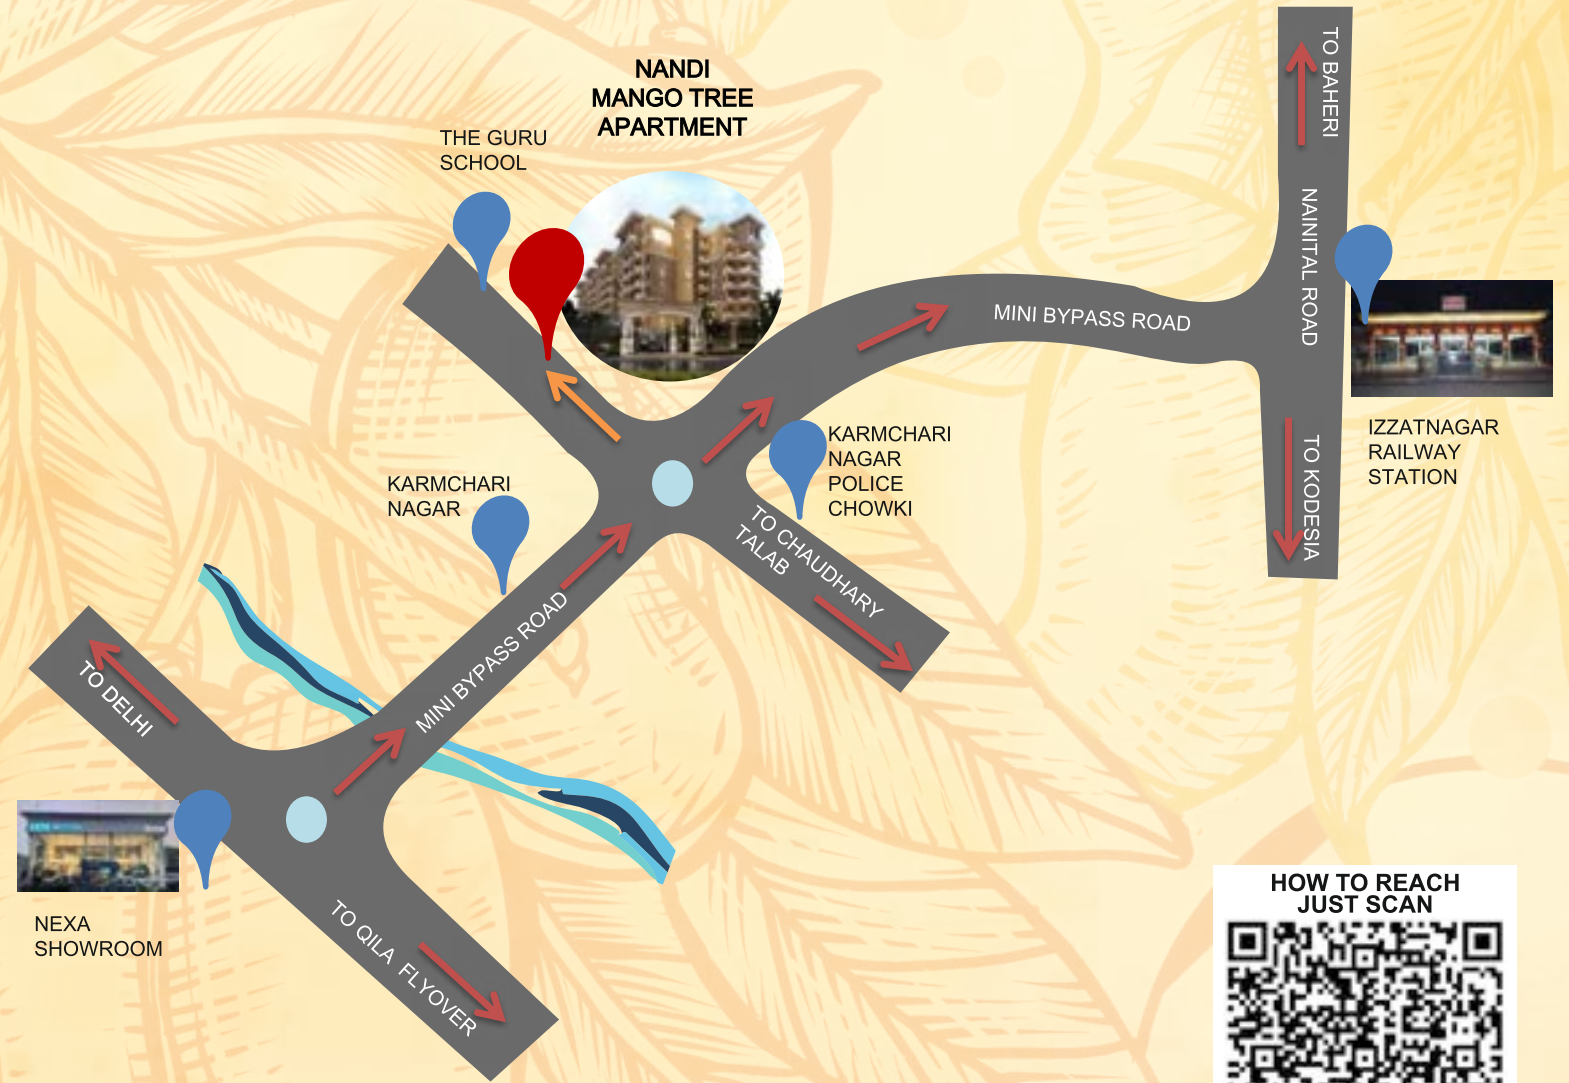 NANDI
MANGO TREE
APARTMENT
THE GURU
SCHOOL
TO BAHERI
NAINITAL ROAD
MINI BYPASS ROAD
TO KODESIA
IZZATNAGAR
RAILWAY
STATION
KARMCHARI
NAGAR
POLICE
CHOWKI
KARMCHARI
NAGAR
TO CHAUDHARY
TALAB
MINI BYPASS ROAD
TO DELHI
NEXA
SHOWROOM
TO QILA FLYOVER
HOW TO REACH
JUST SCAN